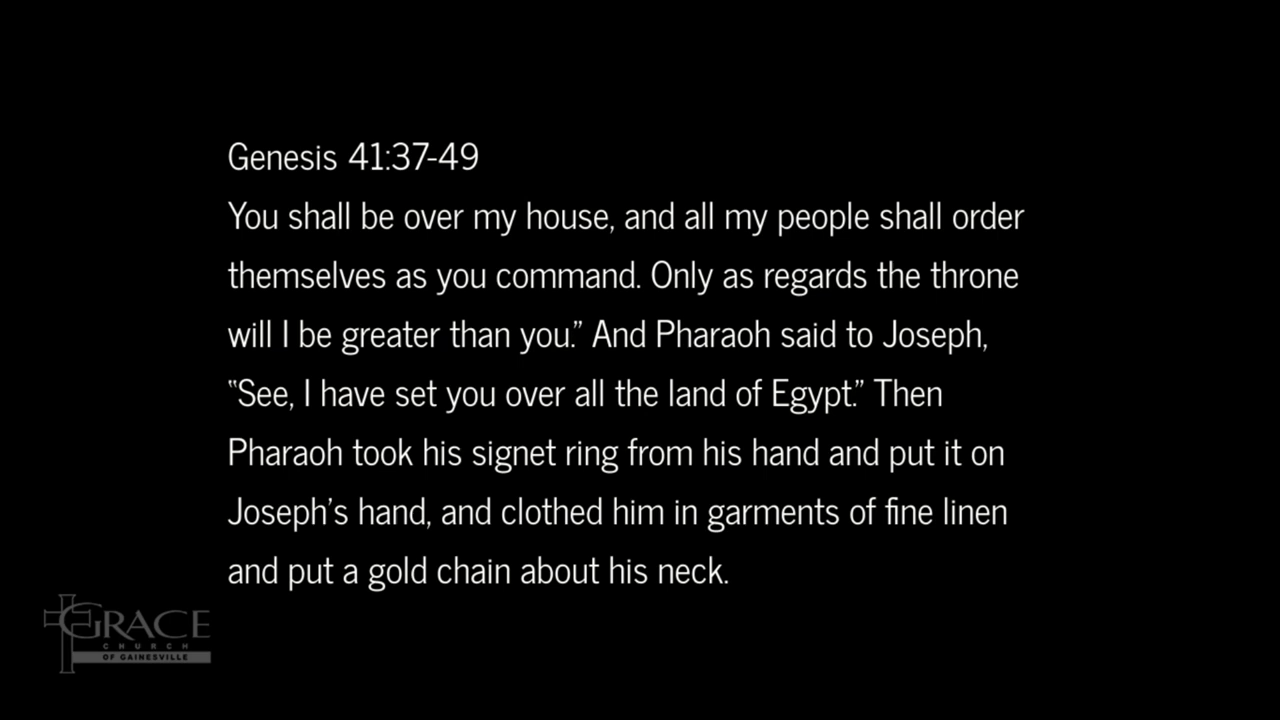 Genesis 41:37-49
You shall be over my house, and all my people shall order
themselves as you command. Only as regards the throne
will I be greater than you.” And Pharaoh said to Joseph,
“See, I have set you over all the land of Egypt.” Then
Pharaoh took his signet ring from his hand and put it on
Joseph’s hand, and clothed him in garments of fine linen
and put a gold chain about his neck.
GRACE
CHURCH
OF GAINESVILLE